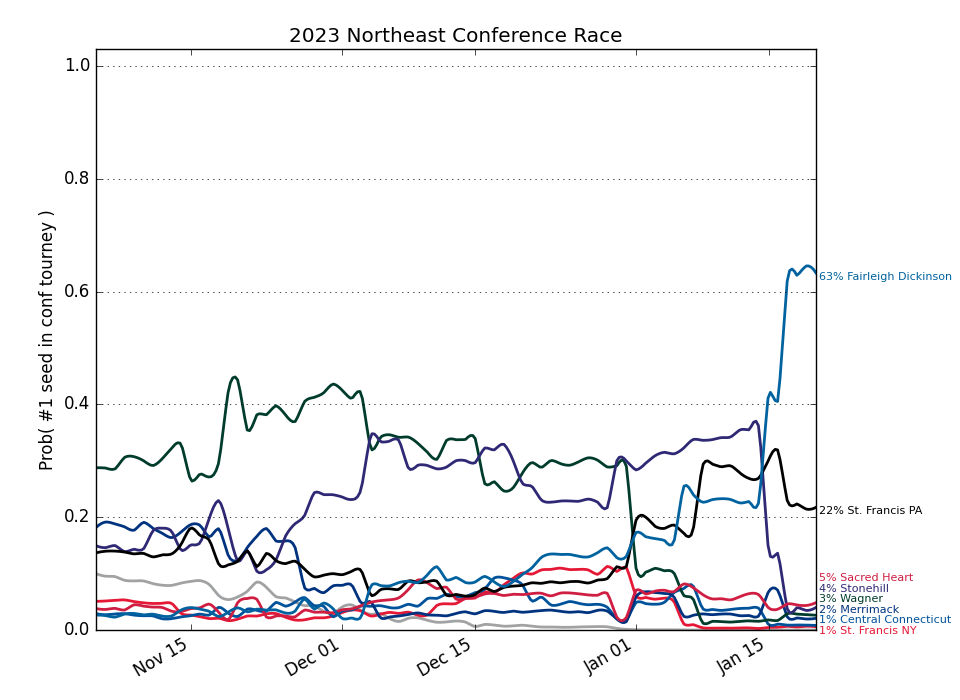 2023 Northeast Conference Race
Prob( #1 seed in conf tourney )
1.0
0.8
0.6
0.4
0.2
0.0
Nov 15
Dec 01
Dec 15
Jan 01
Jan 15
63% Fairleigh Dickinson
22% St. Francis PA
5% Sacred Heart
4% Stonehill
3% Wagner
2% Merrimack
1% Central Connecticut
1% St. Francis NY